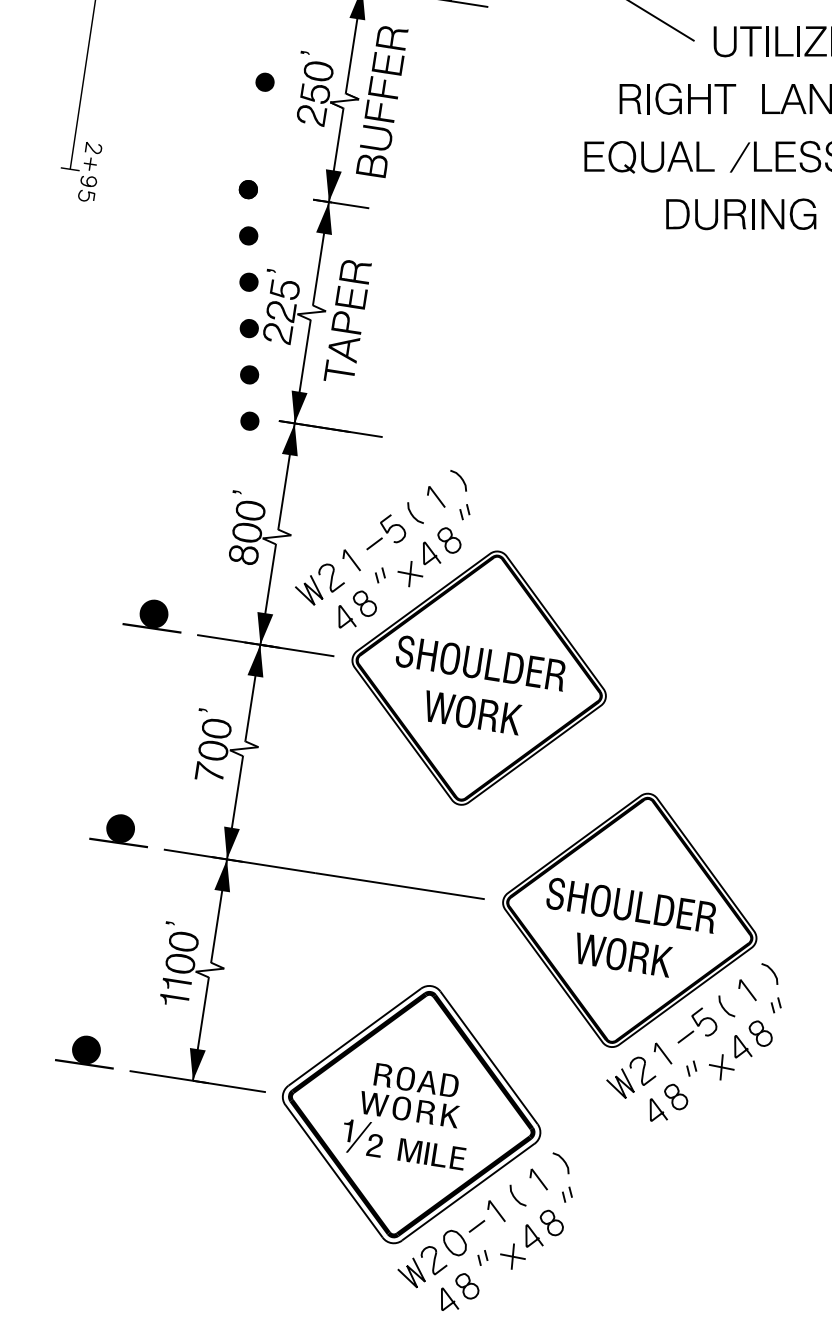 UTILIZ
RIGHT LAN
EQUAL /LESS
DURING
250'
BUFFER
2+95
225'
TAPER
800'
W21-5(1)
48"x48"
SHOULDER
WORK
700'
SHOULDER
WORK
W21-5(1)
48"x48"
1100'
ROAD
WORK
1/2 MILE
W20-1(1)
48"x48"